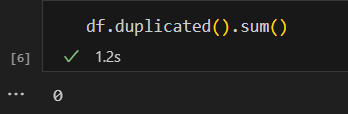 df.duplicated().sum()
[6]
✓ 1.2s
... 0